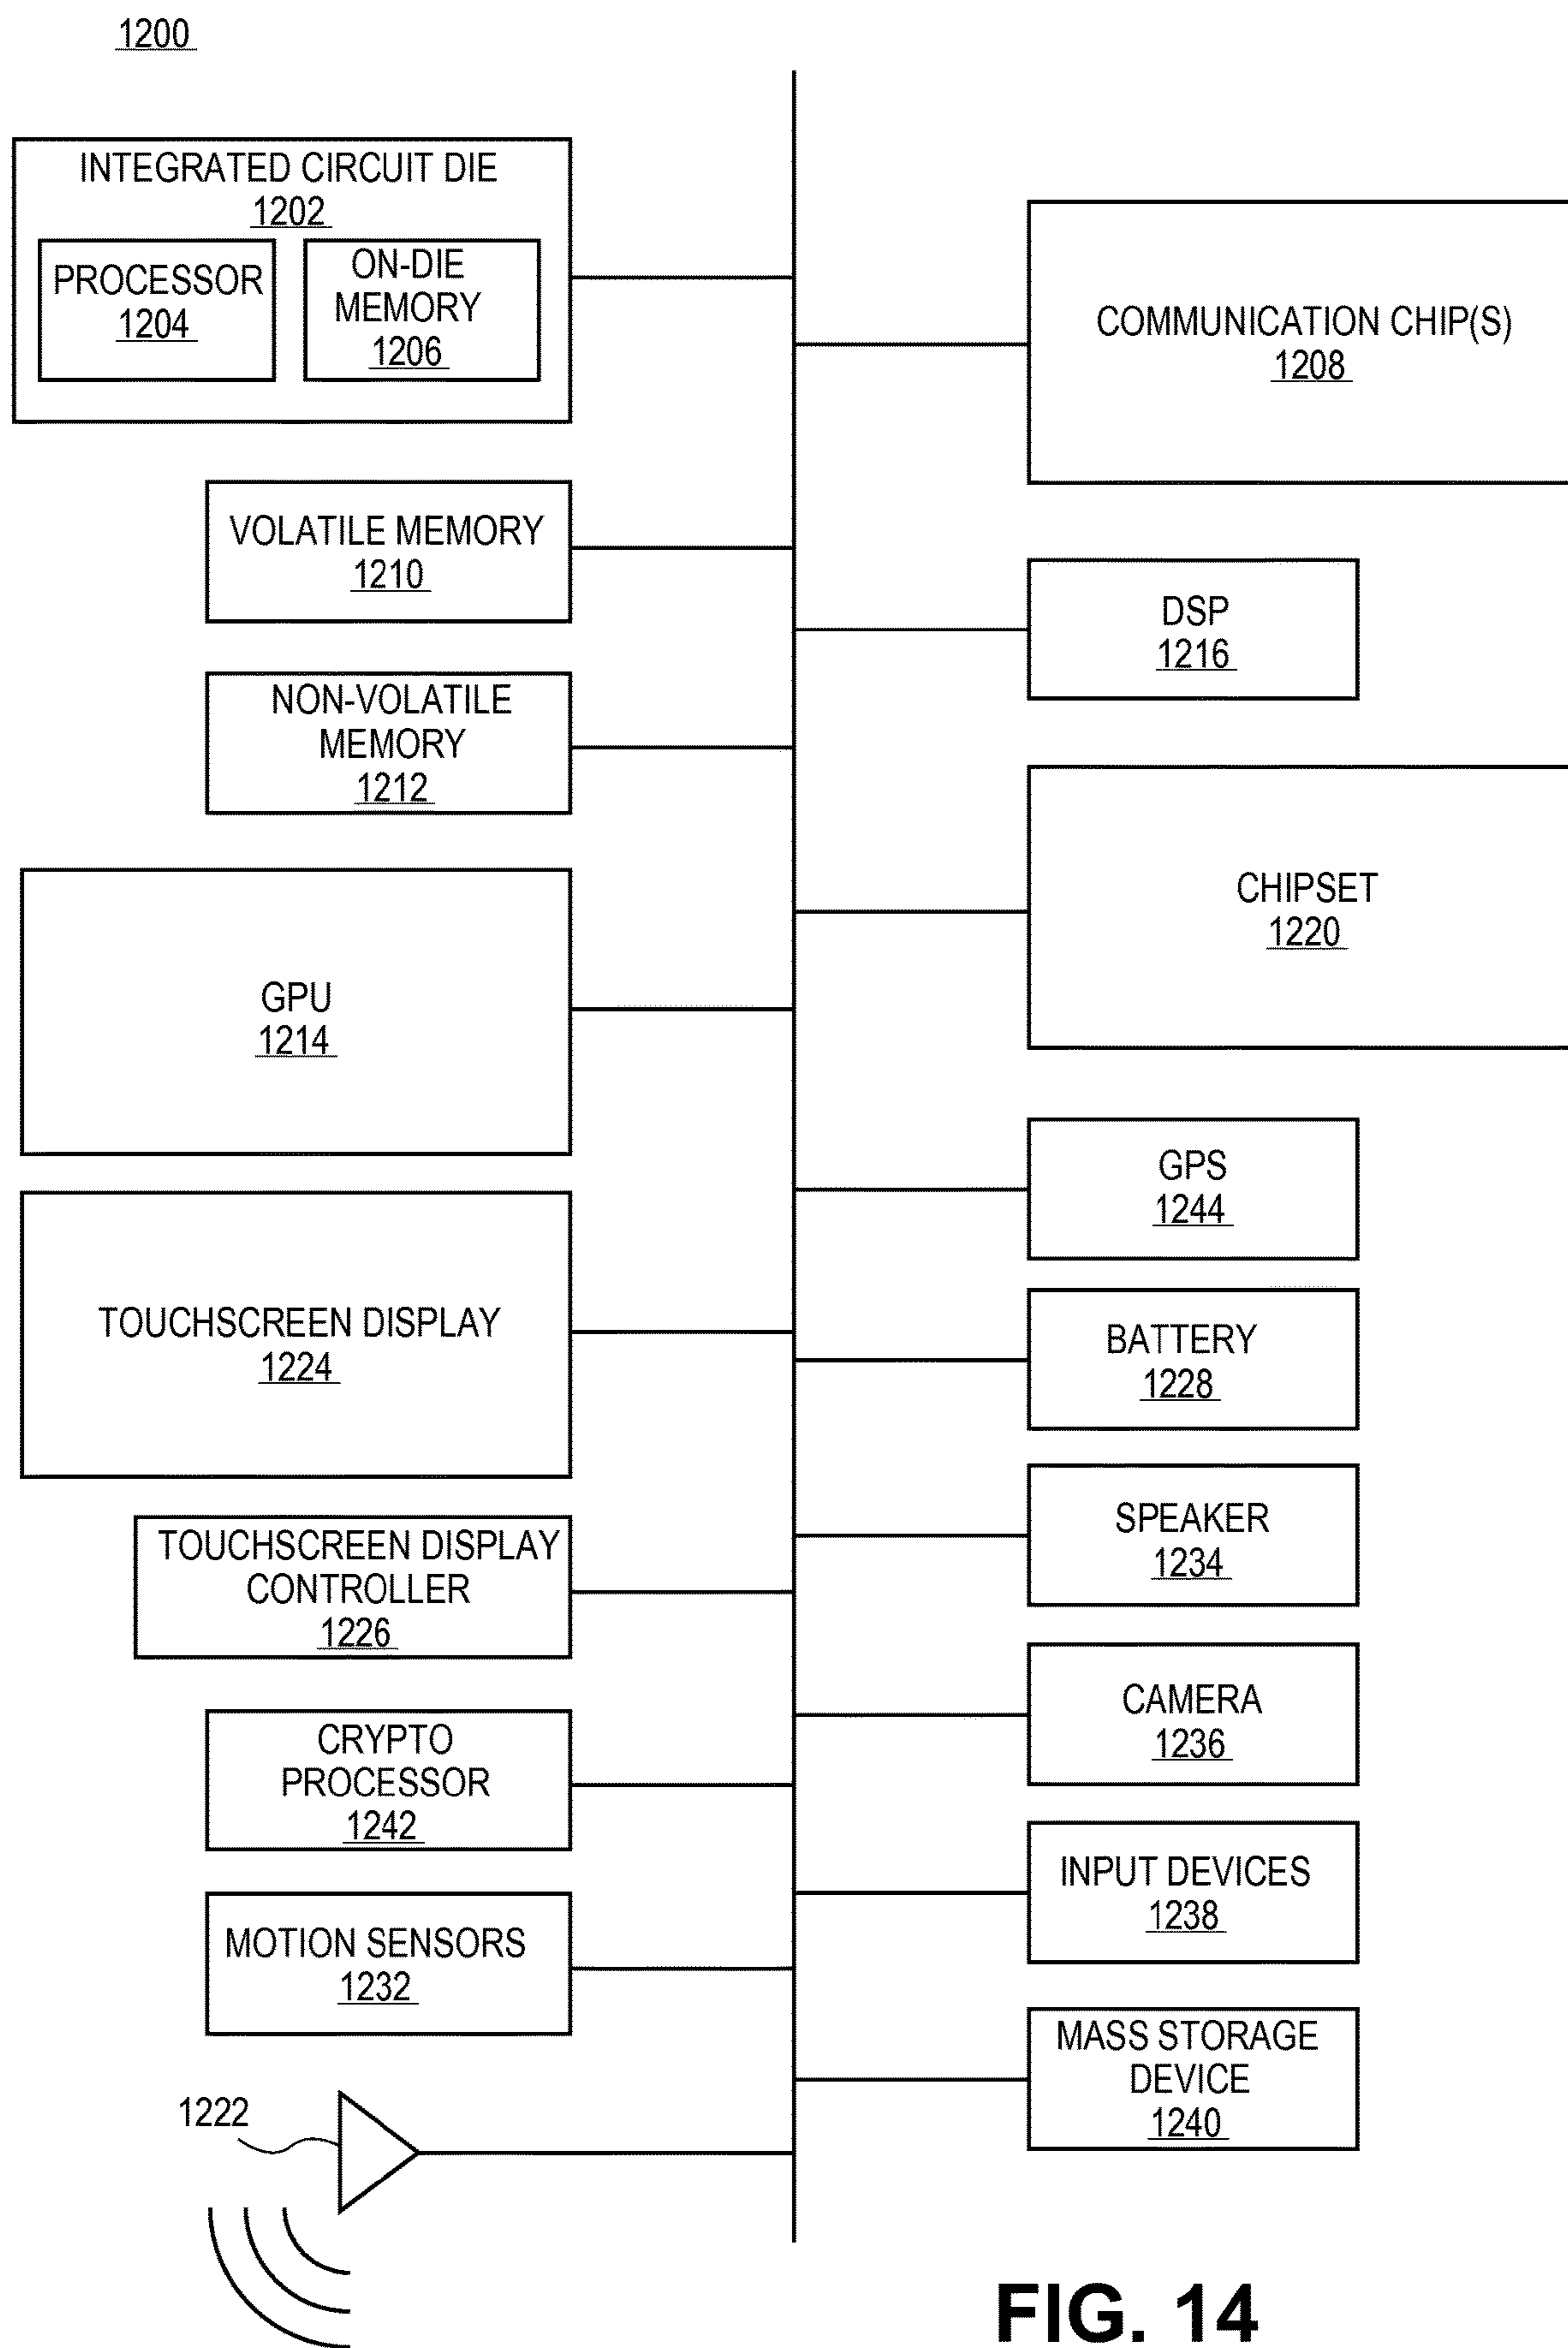 1200
INTEGRATED CIRCUIT DIE
1202
PROCESSOR
1204
ON-DIE
MEMORY
1206
COMMUNICATION CHIP(S)
1208
VOLATILE MEMORY
1210
DSP
1216
NON-VOLATILE
MEMORY
1212
CHIPSET
1220
GPU
1214
GPS
1244
TOUCHSCREEN DISPLAY
1224
BATTERY
1228
SPEAKER
1234
TOUCHSCREEN DISPLAY
CONTROLLER
1226
CAMERA
1236
CRYPTO
PROCESSOR
1242
INPUT DEVICES
1238
MOTION SENSORS
1232
MASS STORAGE
DEVICE
1240
1222
FIG. 14